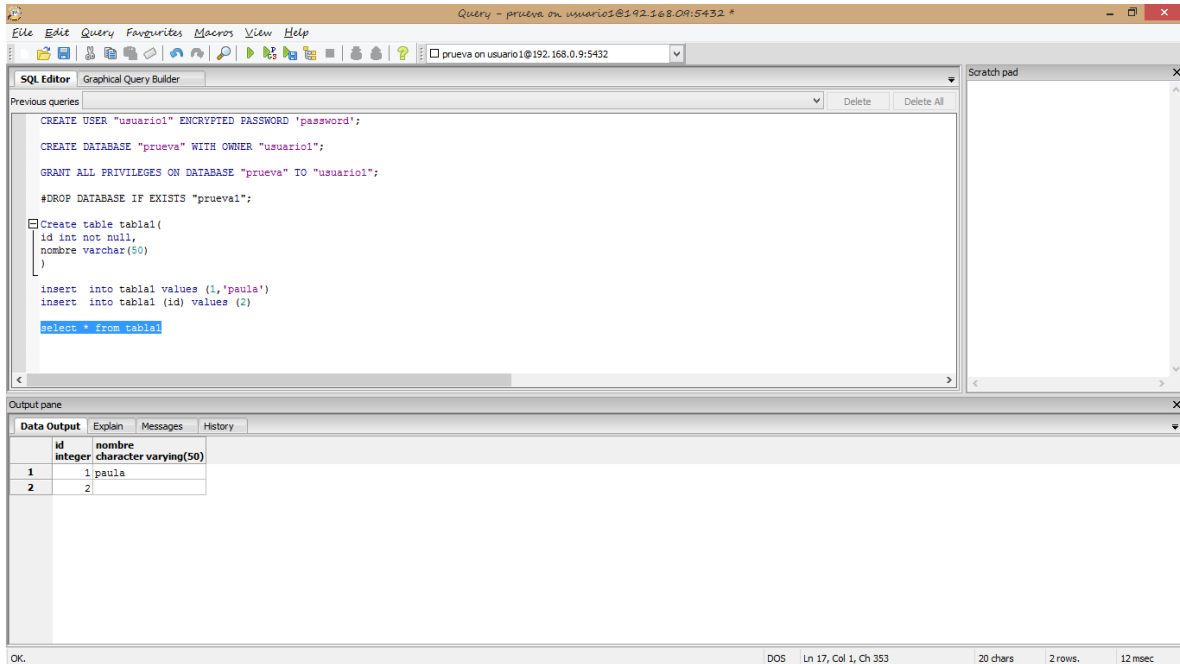 Query - prueva on usuario1@192.168.09:5432 *
File Edit Query Favourites Macros View Help
prueva on usuario1@192.168.0.9:5432
SQL Editor Graphical Query Builder
Scratch pad
Previous queries Delete Delete All
CREATE USER "usuario1" ENCRYPTED PASSWORD 'password';
CREATE DATABASE "prueva" WITH OWNER "usuario1";
GRANT ALL PRIVILEGES ON DATABASE "prueva" TO "usuario1";
#DROP DATABASE IF EXISTS "prueva1";
Create table tabla1(
id int not null,
nombre varchar(50)
)
insert  into tabla1 values (1,'paula')
insert  into tabla1 (id) values (2)
select * from tabla1
Output pane
Data Output Explain Messages History
id nombre
integer character varying(50)
1 1 paula
2 2
OK. DOS Ln 17, Col 1, Ch 353 20 chars 2 rows. 12 msec